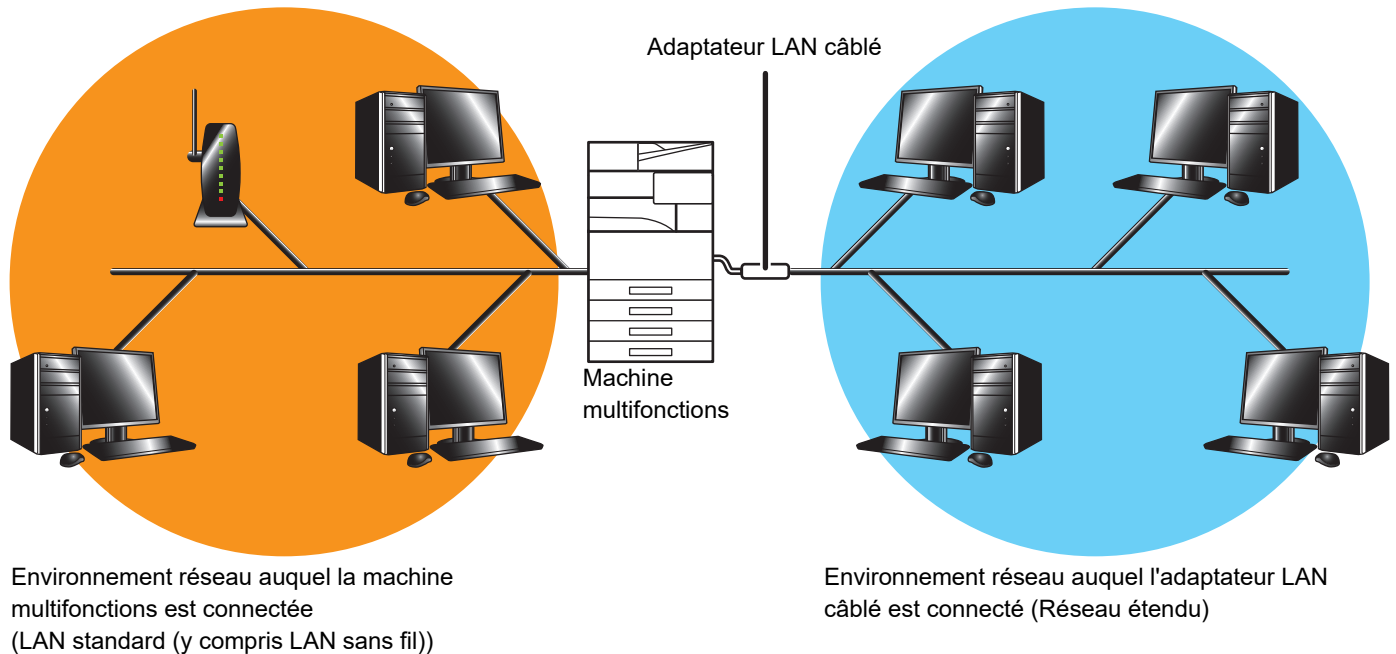 Adaptateur LAN câblé
Machine
multifonctions
Environnement réseau auquel la machine
multifonctions est connectée
(LAN standard (y compris LAN sans fil))
Environnement réseau auquel l'adaptateur LAN
câblé est connecté (Réseau étendu)